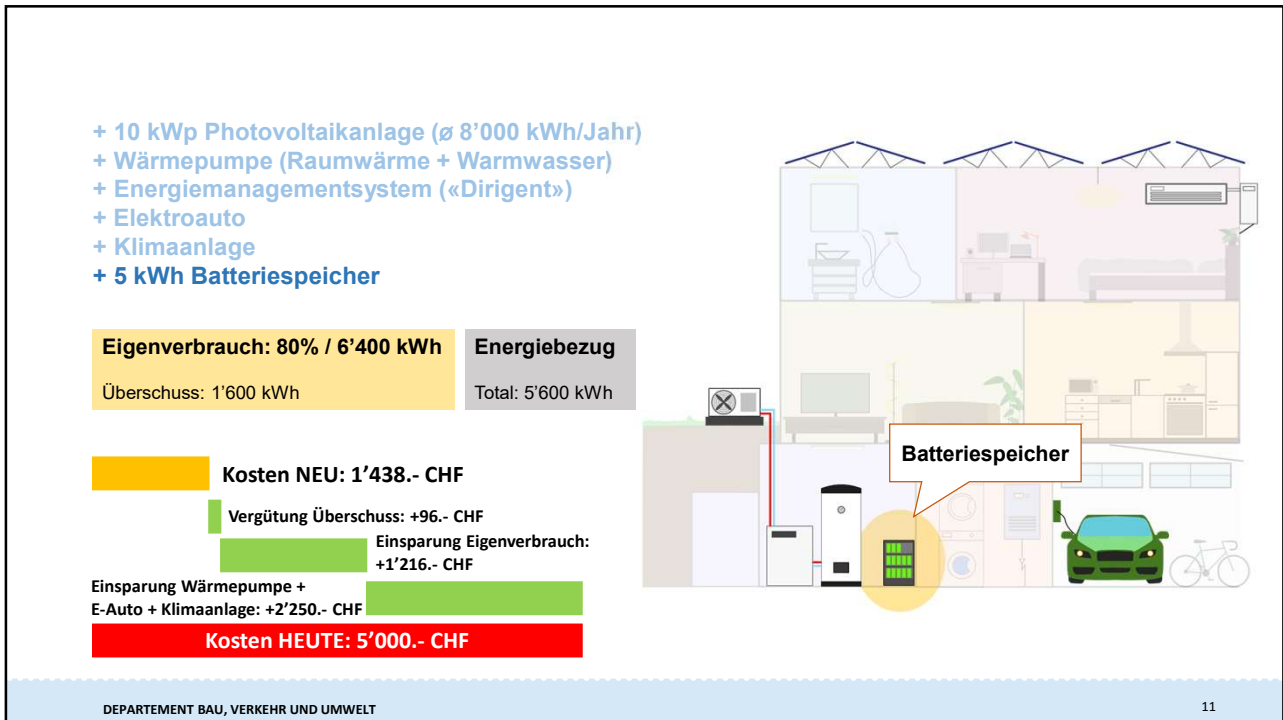 + 10 kWp Photovoltaikanlage (ø 8’000 kWh/Jahr)
+ Wärmepumpe (Raumwärme + Warmwasser)
+ Energiemanagementsystem («Dirigent»)
+ Elektroauto
+ Klimaanlage
+ 5 kWh Batteriespeicher
Eigenverbrauch: 80% / 6’400 kWh
Überschuss: 1’600 kWh
Energiebezug
Total: 5’600 kWh
Kosten NEU: 1’438.- CHF
Vergütung Überschuss: +96.- CHF
Einsparung Eigenverbrauch:
+1’216.- CHF
Einsparung Wärmepumpe +
E-Auto + Klimaanlage: +2’250.- CHF
Kosten HEUTE: 5’000.- CHF
Batteriespeicher
DEPARTEMENT BAU, VERKEHR UND UMWELT
11